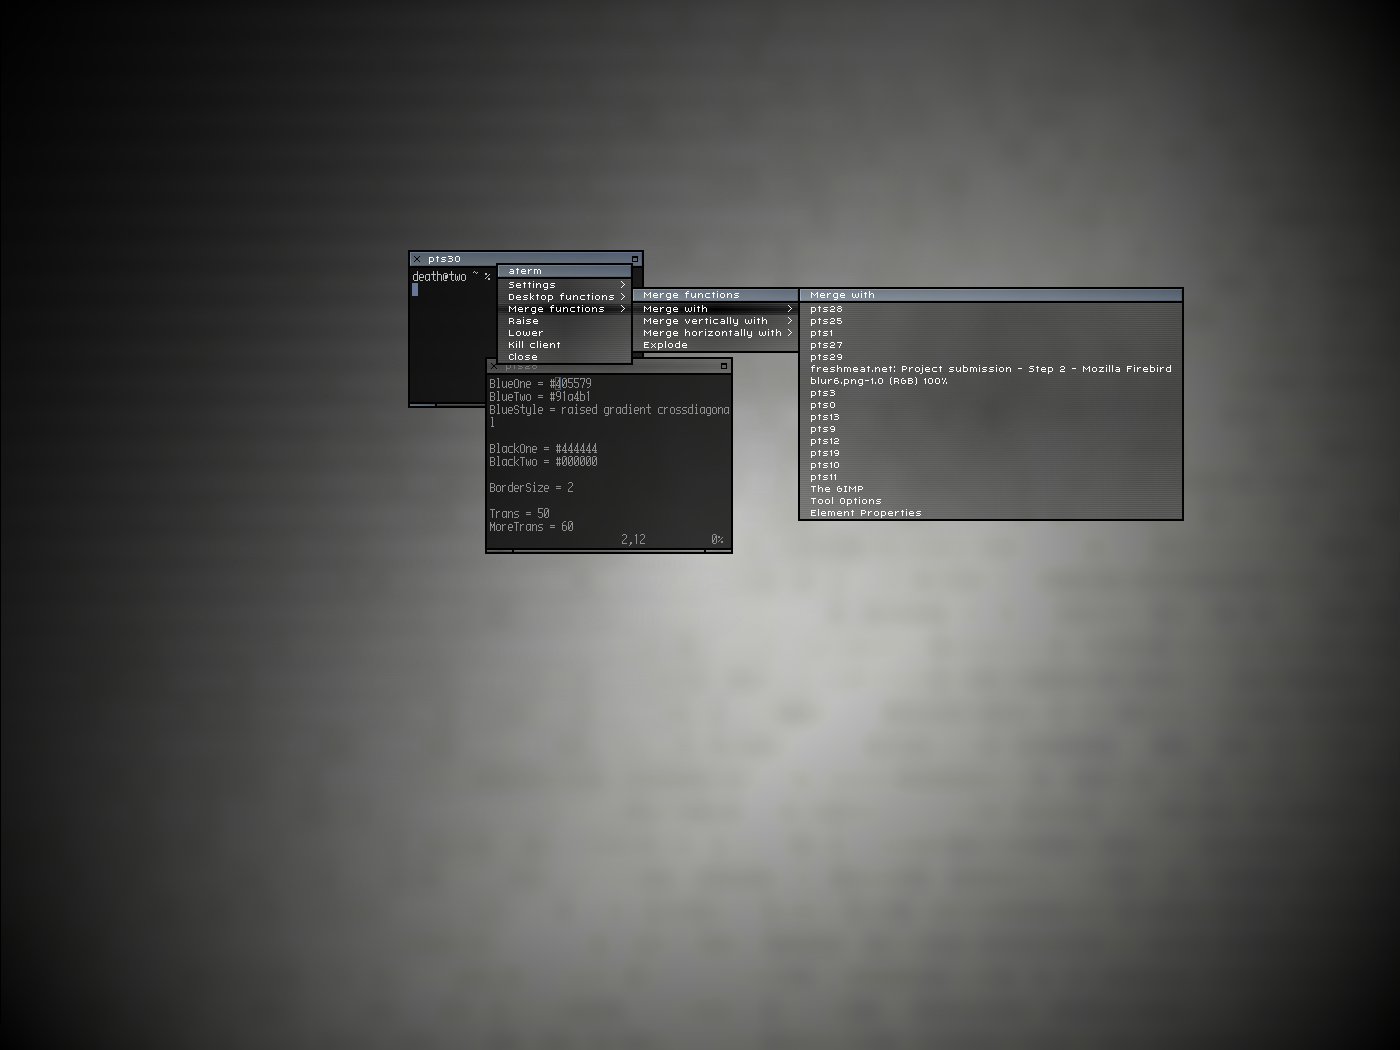 pts30
death@two ~ %
aterm
Settings
Desktop functions
Merge functions
Raise
Lower
Kill client
Close
Merge functions
Merge with
Merge vertically with
Merge horizontally with
Explode
Merge with
pts28
pts25
pts1
pts27
pts29
freshmeat.net: Project submission - Step 2 - Mozilla Firebird
blur6.png-1.0 (RGB) 100%
pts3
pts0
pts13
pts9
pts12
pts19
pts10
pts11
The GIMP
Tool Options
Element Properties
pts28
BlueOne = #405579
BlueTwo = #91a4b1
BlueStyle = raised gradient crossdiagona
l
BlackOne = #444444
BlackTwo = #000000
BorderSize = 2
Trans = 50
MoreTrans = 60
2,12 0%